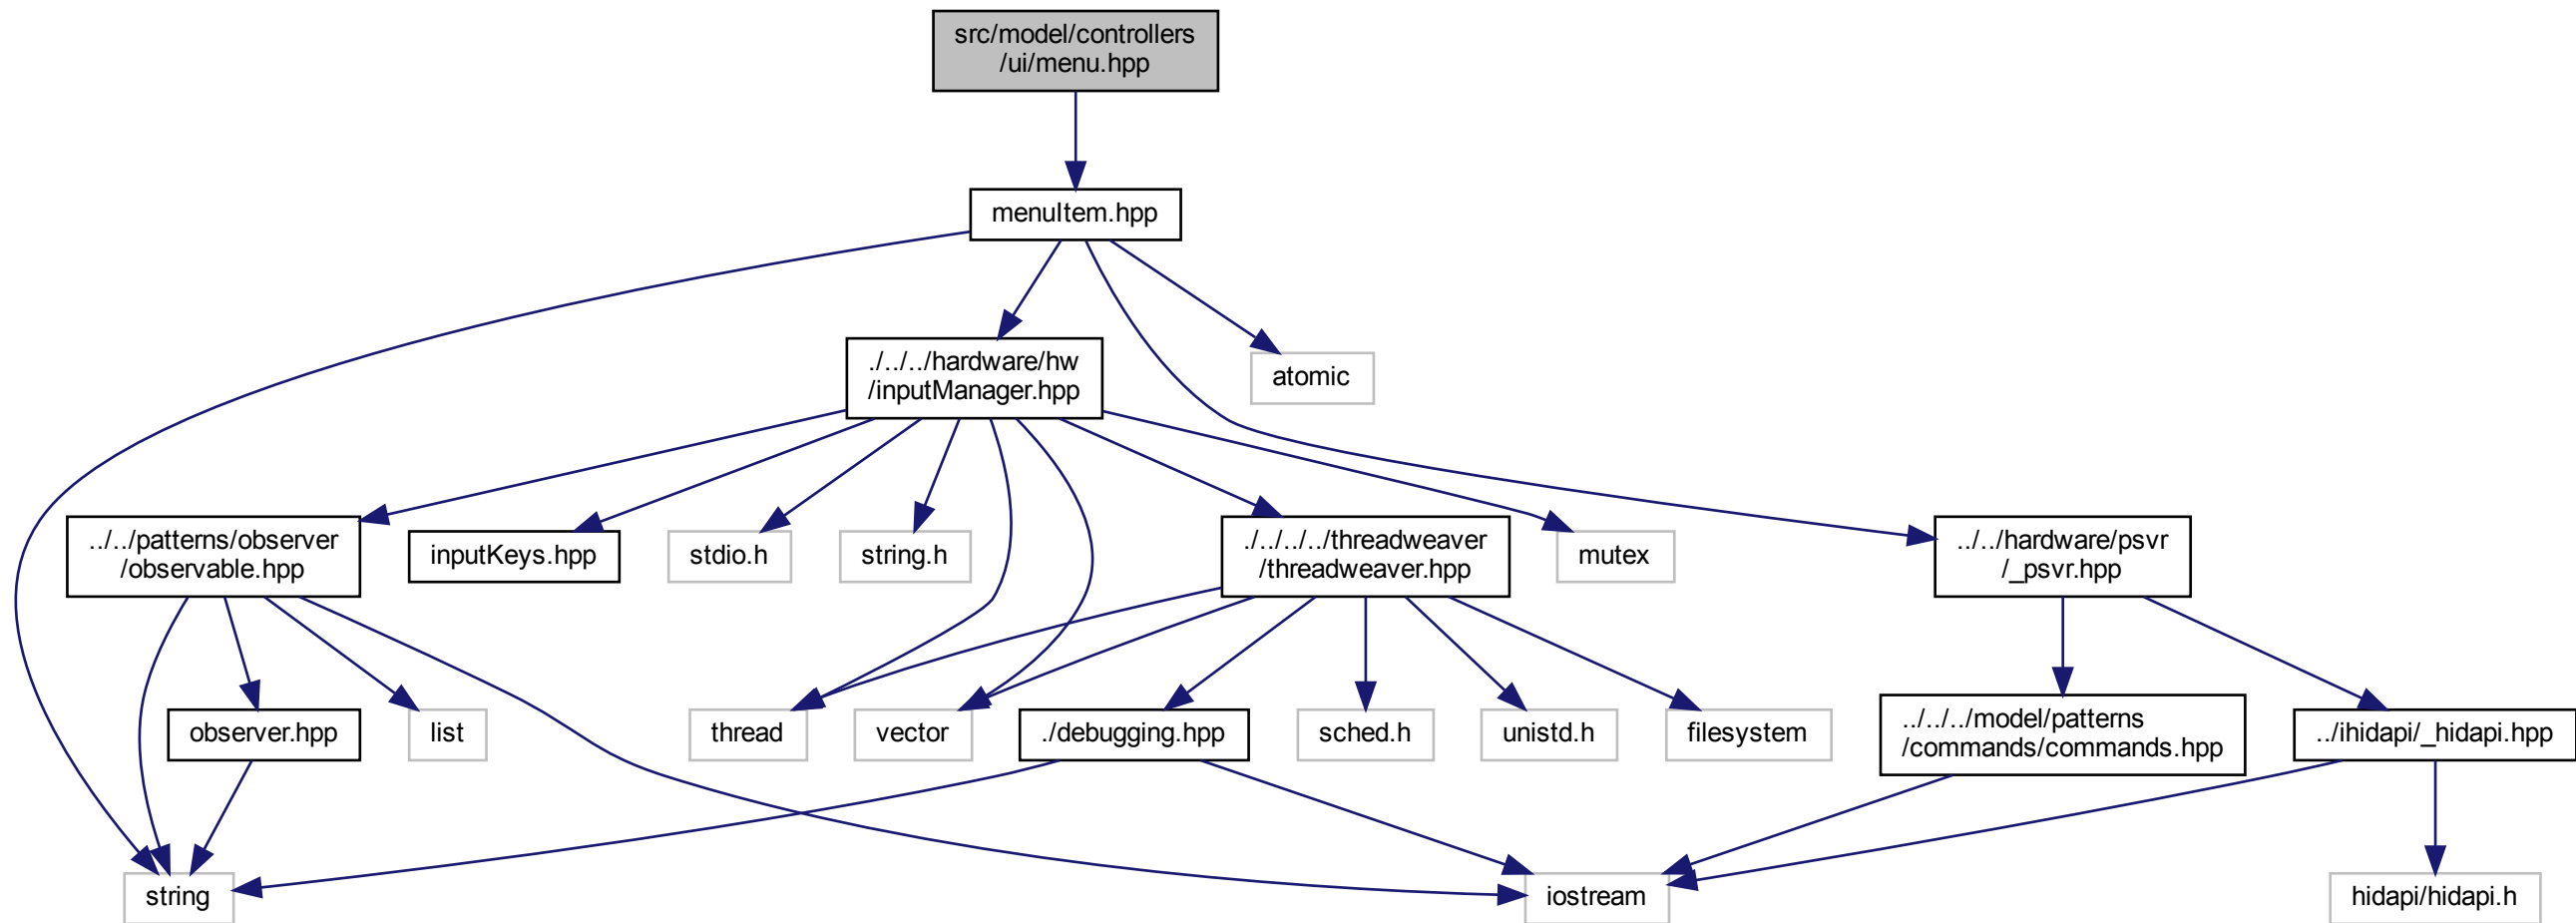 src/model/controllers
/ui/menu.hpp
menuItem.hpp
./../../hardware/hw
/inputManager.hpp
atomic
../../patterns/observer
/observable.hpp
inputKeys.hpp
stdio.h
string.h
./../../../threadweaver
/threadweaver.hpp
mutex
../../hardware/psvr
/_psvr.hpp
observer.hpp
list
thread
vector
./debugging.hpp
sched.h
unistd.h
filesystem
../../../model/patterns
/commands/commands.hpp
../ihidapi/_hidapi.hpp
string
iostream
hidapi/hidapi.h